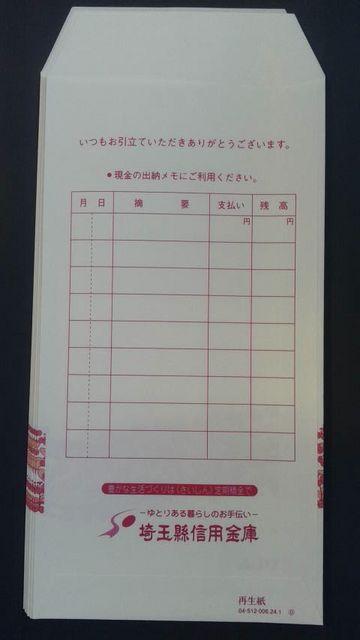 いつもお引立ていただきありがとうございます。
●現金の出納メモにご利用ください。
月 日 摘 要 支払い 残 高
円 円
豊かな生活づくりは〈さいしん〉定期積金で
−ゆとりある暮らしのお手伝い−
埼玉縣信用金庫
再生紙
04-512-006.24.1 ⓪